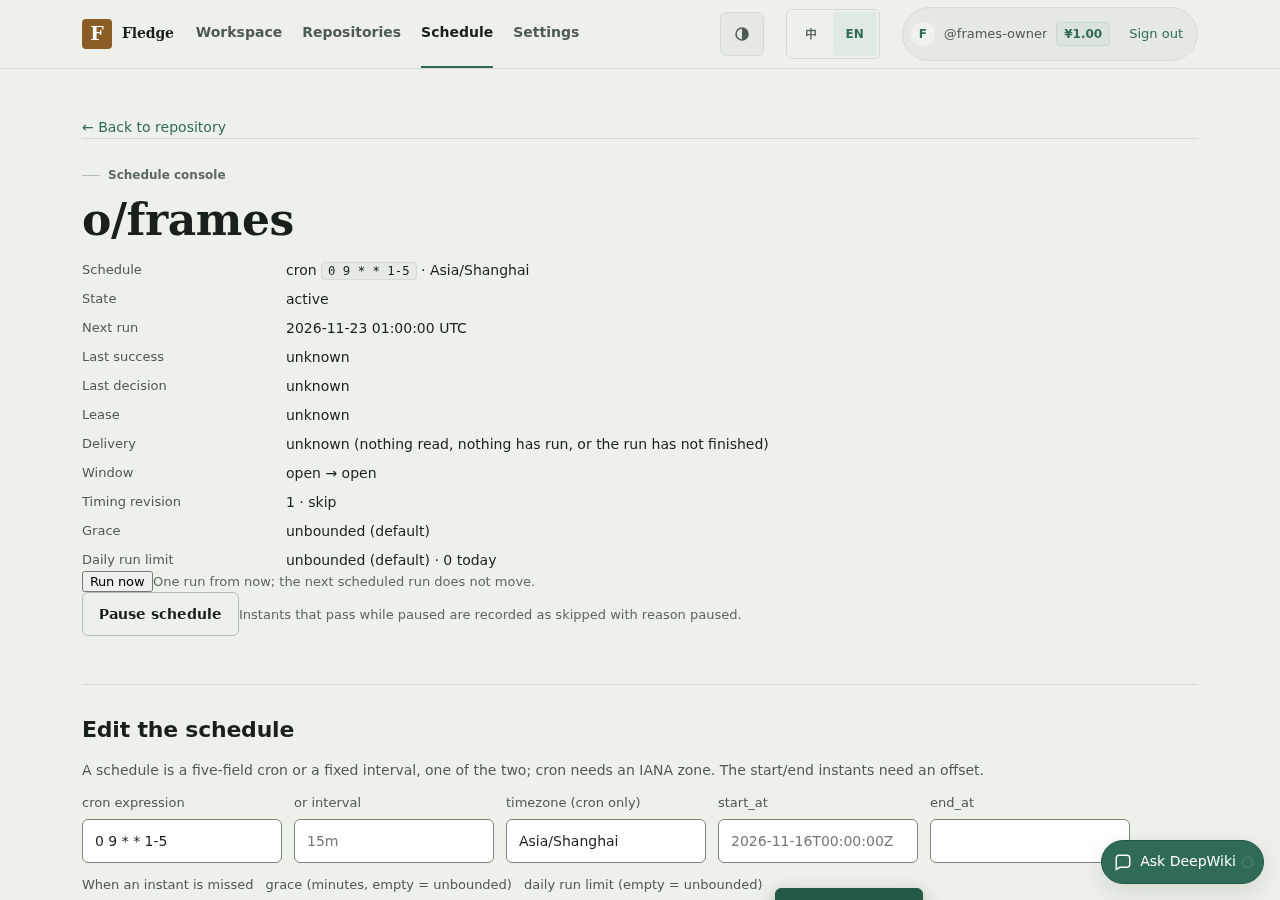 F Fledge Workspace Repositories Schedule Settings 中 EN F @frames-owner ¥1.00 Sign out
← Back to repository
Schedule console
o/frames
Schedule cron 0 9 * * 1-5 · Asia/Shanghai
State active
Next run 2026-11-23 01:00:00 UTC
Last success unknown
Last decision unknown
Lease unknown
Delivery unknown (nothing read, nothing has run, or the run has not finished)
Window open → open
Timing revision 1 · skip
Grace unbounded (default)
Daily run limit unbounded (default) · 0 today
Run now One run from now; the next scheduled run does not move.
Pause schedule Instants that pass while paused are recorded as skipped with reason paused.
Edit the schedule
A schedule is a five-field cron or a fixed interval, one of the two; cron needs an IANA zone. The start/end instants need an offset.
cron expression or interval timezone (cron only) start_at end_at
0 9 * * 1-5 15m Asia/Shanghai 2026-11-16T00:00:00Z
Ask DeepWiki
When an instant is missed grace (minutes, empty = unbounded) daily run limit (empty = unbounded)